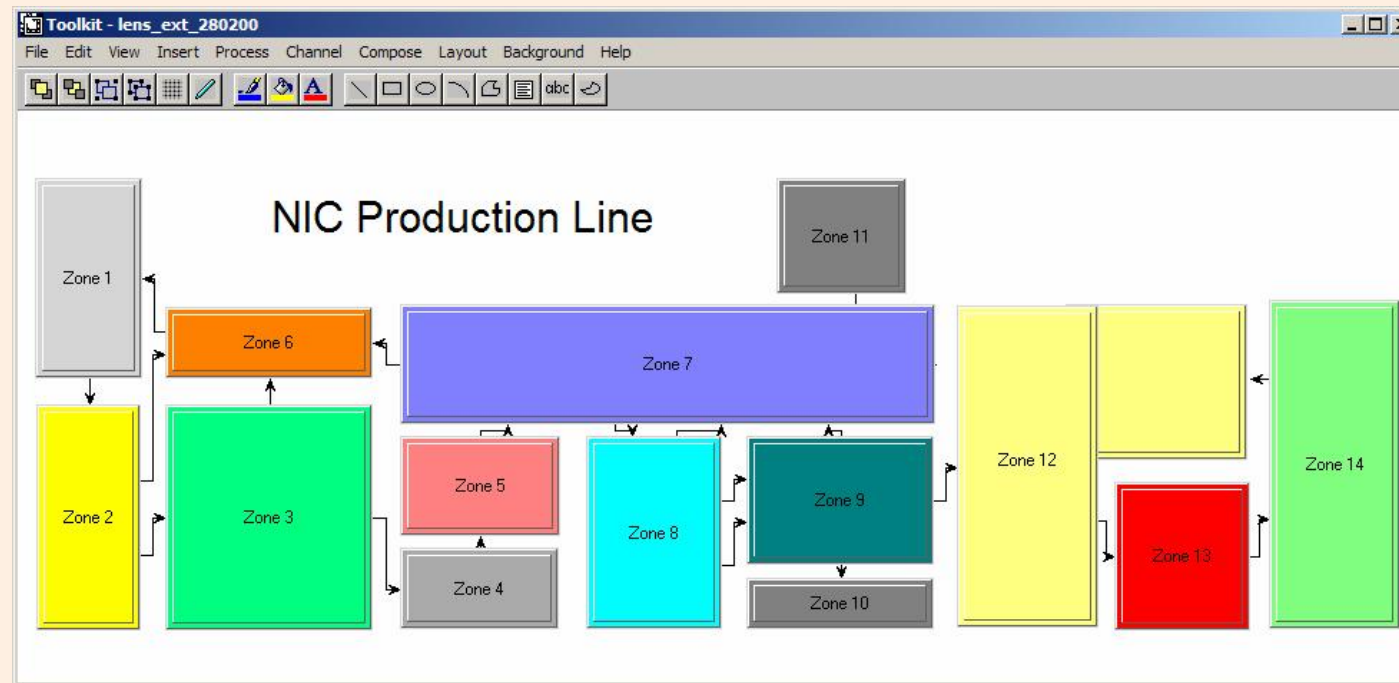 Toolkit - lens_ext_280200
File Edit View Insert Process Channel Compose Layout Background Help
A abc
NIC Production Line
Zone 11
Zone 1
Zone 6
Zone 7
Zone 12
Zone 14
Zone 5
Zone 9
Zone 2
Zone 3
Zone 8
Zone 13
Zone 4
Zone 10